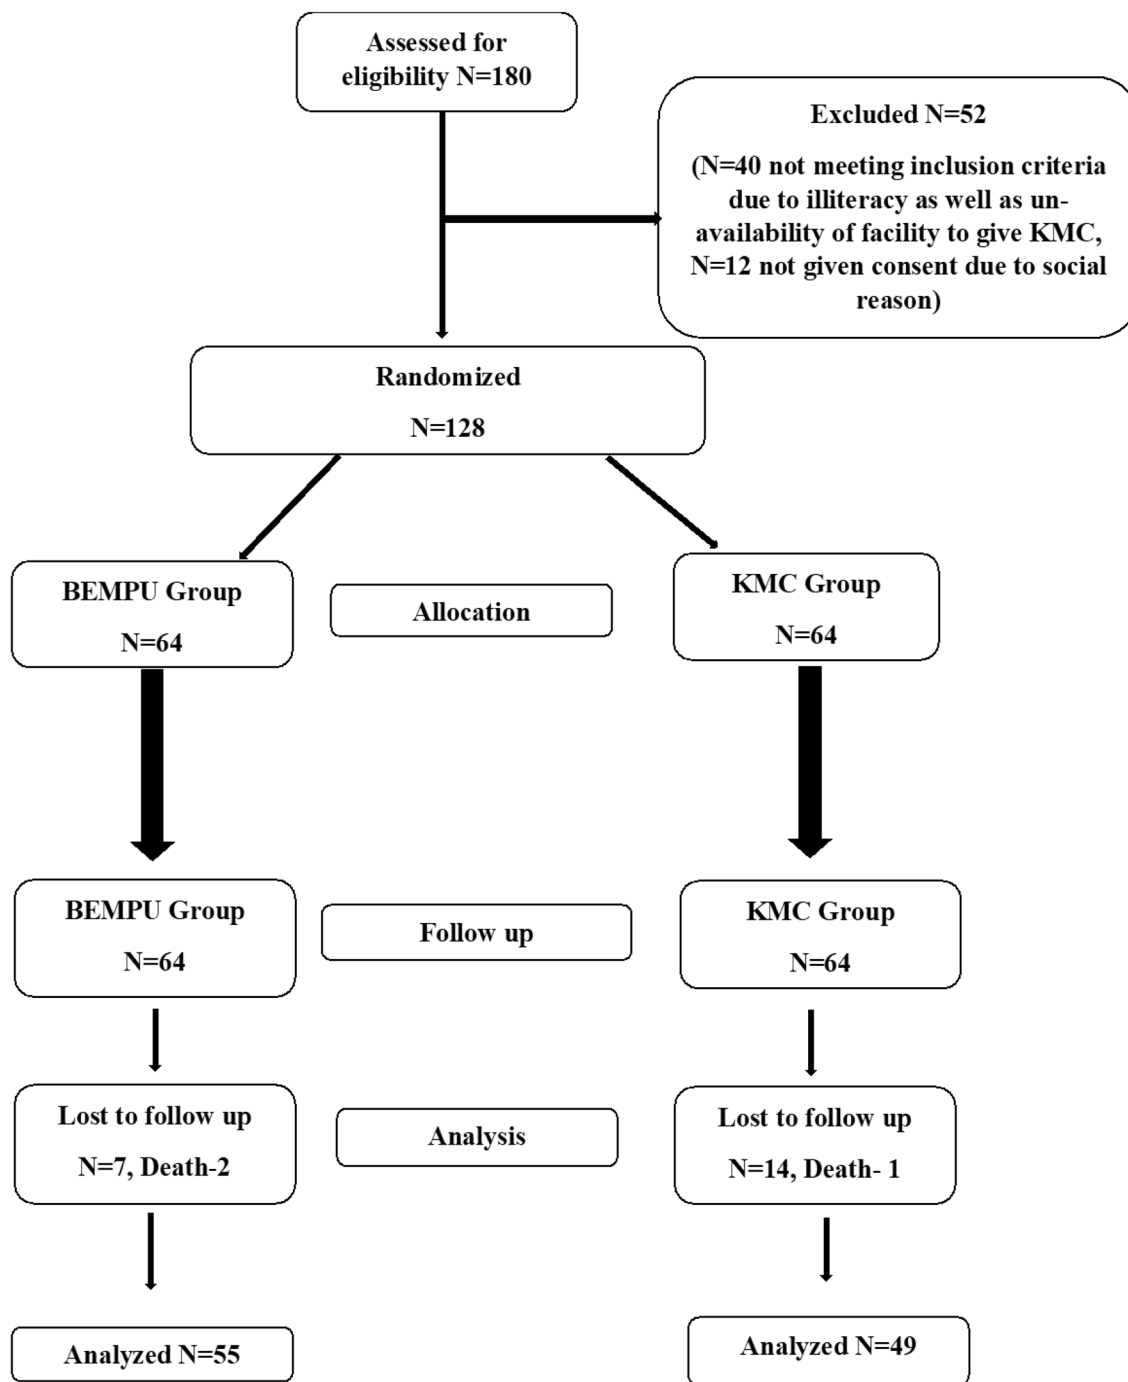 Assessed for
eligibility N=180
Excluded N=52
(N=40 not meeting inclusion criteria
due to illiteracy as well as un-
availability of facility to give KMC,
N=12 not given consent due to social
reason)
Randomized
N=128
BEMPU Group
N=64
Allocation
KMC Group
N=64
BEMPU Group
N=64
Follow up
KMC Group
N=64
Lost to follow up
N=7, Death-2
Analysis
Lost to follow up
N=14, Death- 1
Analyzed N=55
Analyzed N=49